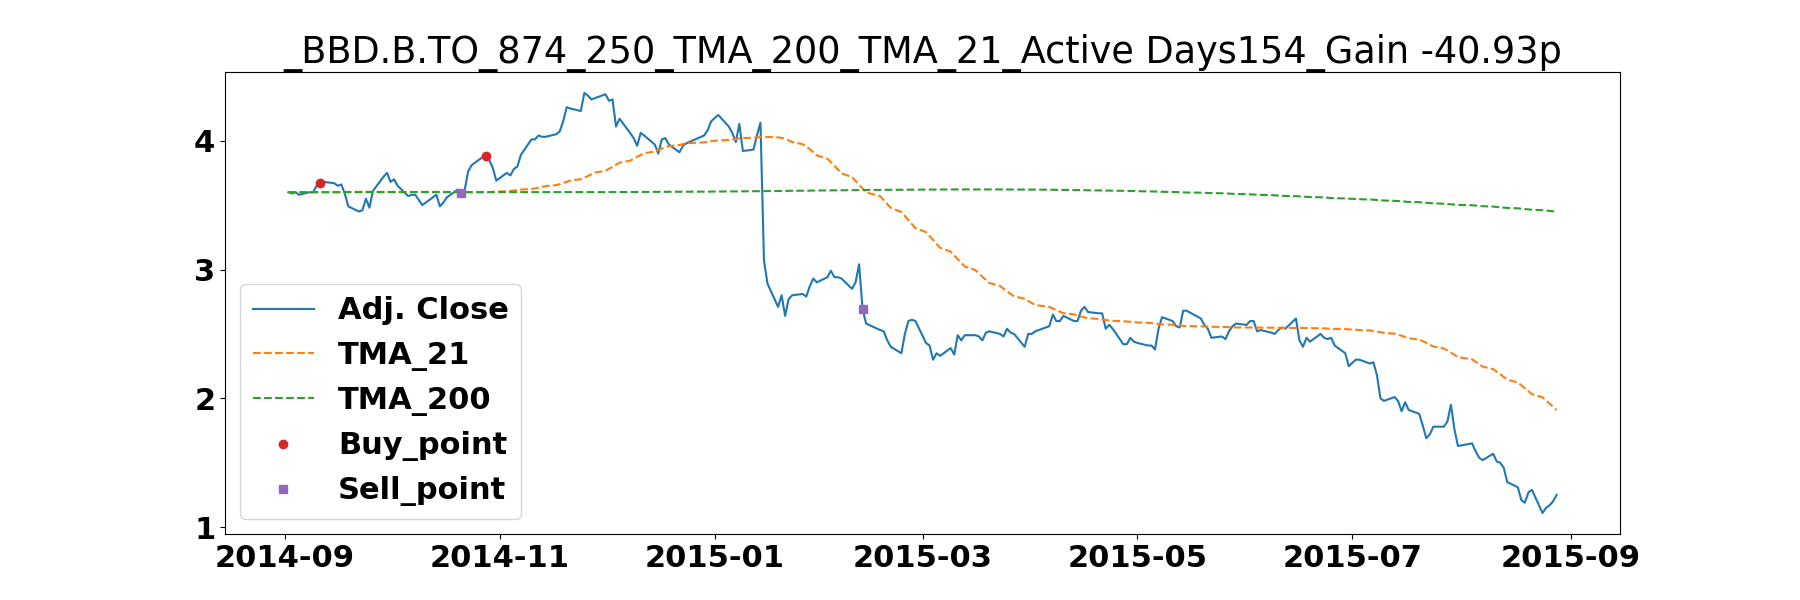 _BBD.B.TO_874_250_TMA_200_TMA_21_Active Days154_Gain -40.93p
4
3
2
1
Adj. Close
TMA_21
TMA_200
Buy_point
Sell_point
2014-09 2014-11 2015-01 2015-03 2015-05 2015-07 2015-09